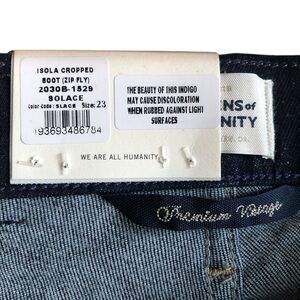 ISOLA CROPPED
BOOT (ZIP FLY)
2030B-1529
SOLACE
Color Code: SLACE Size: 23
193693486784
THE BEAUTY OF THIS INDIGO
MAY CAUSE DISCOLORATION
WHEN RUBBED AGAINST LIGHT
SURFACES
ENS of
ANITY
WE ARE ALL HUMANITY
Premium Vintage